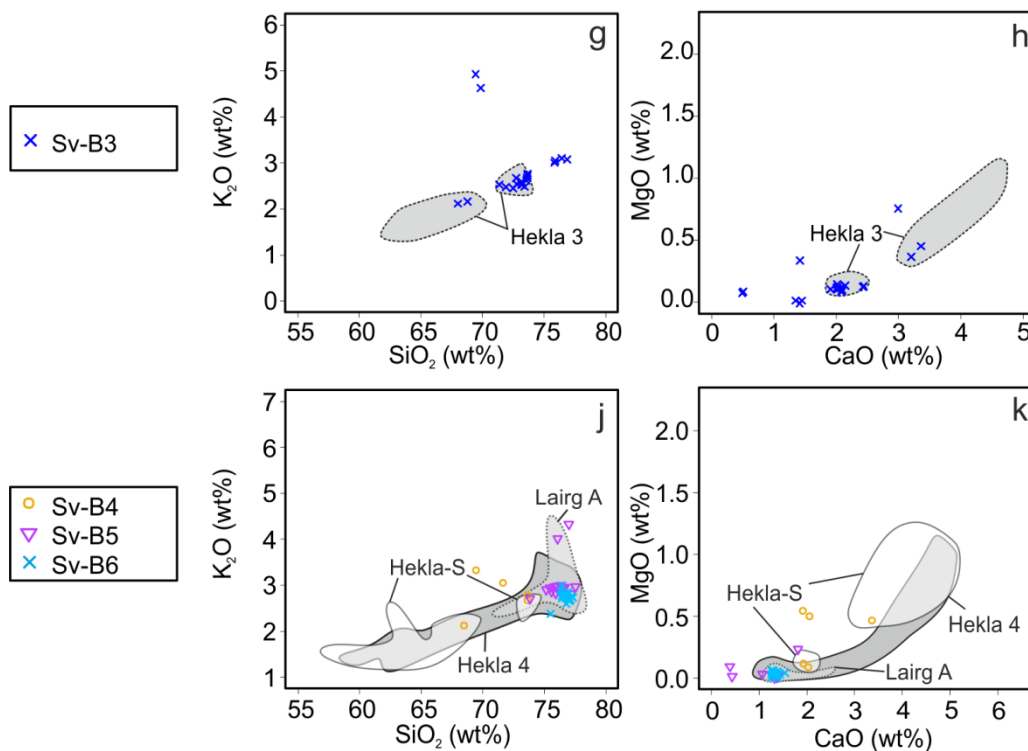 Sv-B3
g
6
5
4
3
2
1
0
K₂O (wt%)
Hekla 3
55 60 65 70 75 80
SiO₂ (wt%)
h
2.0
1.5
1.0
0.5
0.0
MgO (wt%)
Hekla 3
0 1 2 3 4 5
CaO (wt%)
Sv-B4
Sv-B5
Sv-B6
j
7
6
5
4
3
2
1
K₂O (wt%)
Lairg A
Hekla-S
Hekla 4
55 60 65 70 75 80
SiO₂ (wt%)
k
2.0
1.5
1.0
0.5
0.0
MgO (wt%)
Hekla-S
Hekla 4
Lairg A
0 1 2 3 4 5 6
CaO (wt%)